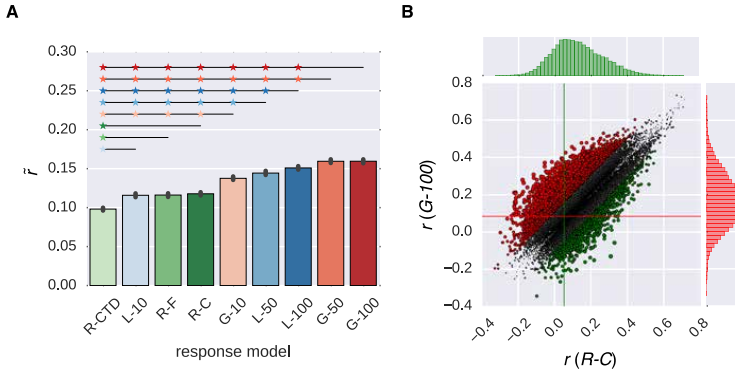 A
0.30
0.25
0.20
0.15
0.10
0.05
0.00
r̃
R-CTD
L-10
R-F
R-C
G-10
L-50
L-100
G-50
G-100
response model
B
0.8
0.6
0.4
0.2
0.0
−0.2
−0.4
r (G-100)
−0.4
−0.2
0.0
0.2
0.4
0.6
0.8
r (R-C)